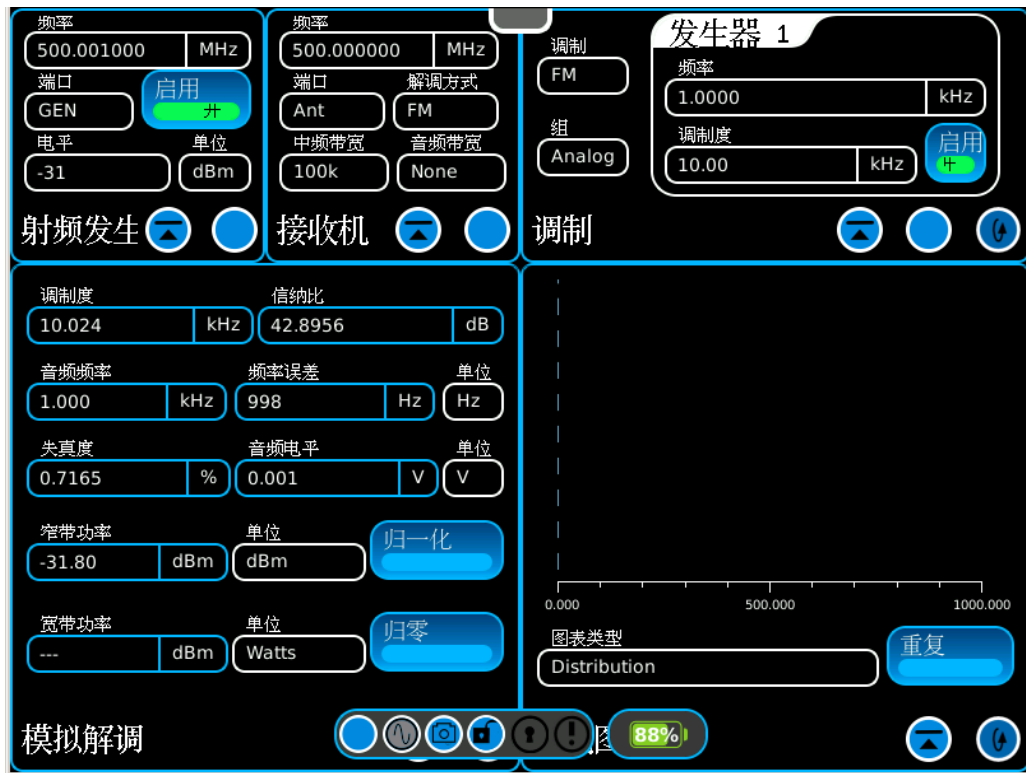 频率
500.001000 MHz
端口
GEN
启用
开
电平 单位
-31 dBm
射频发生
频率
500.000000 MHz
端口 解调方式
Ant FM
中频带宽 音频带宽
100k None
接收机
调制
FM
组
Analog
发生器 1
频率
1.0000 kHz
调制度
10.00 kHz
启用
调制
调制度 信纳比
10.024 kHz 42.8956 dB
音频频率 频率误差 单位
1.000 kHz 998 Hz Hz
失真度 音频电平 单位
0.7165 % 0.001 V V
窄带功率 单位
-31.80 dBm dBm
归一化
宽带功率 单位
--- dBm Watts
归零
模拟解调
0.000 500.000 1000.000
图表类型
Distribution
重复
图
88%